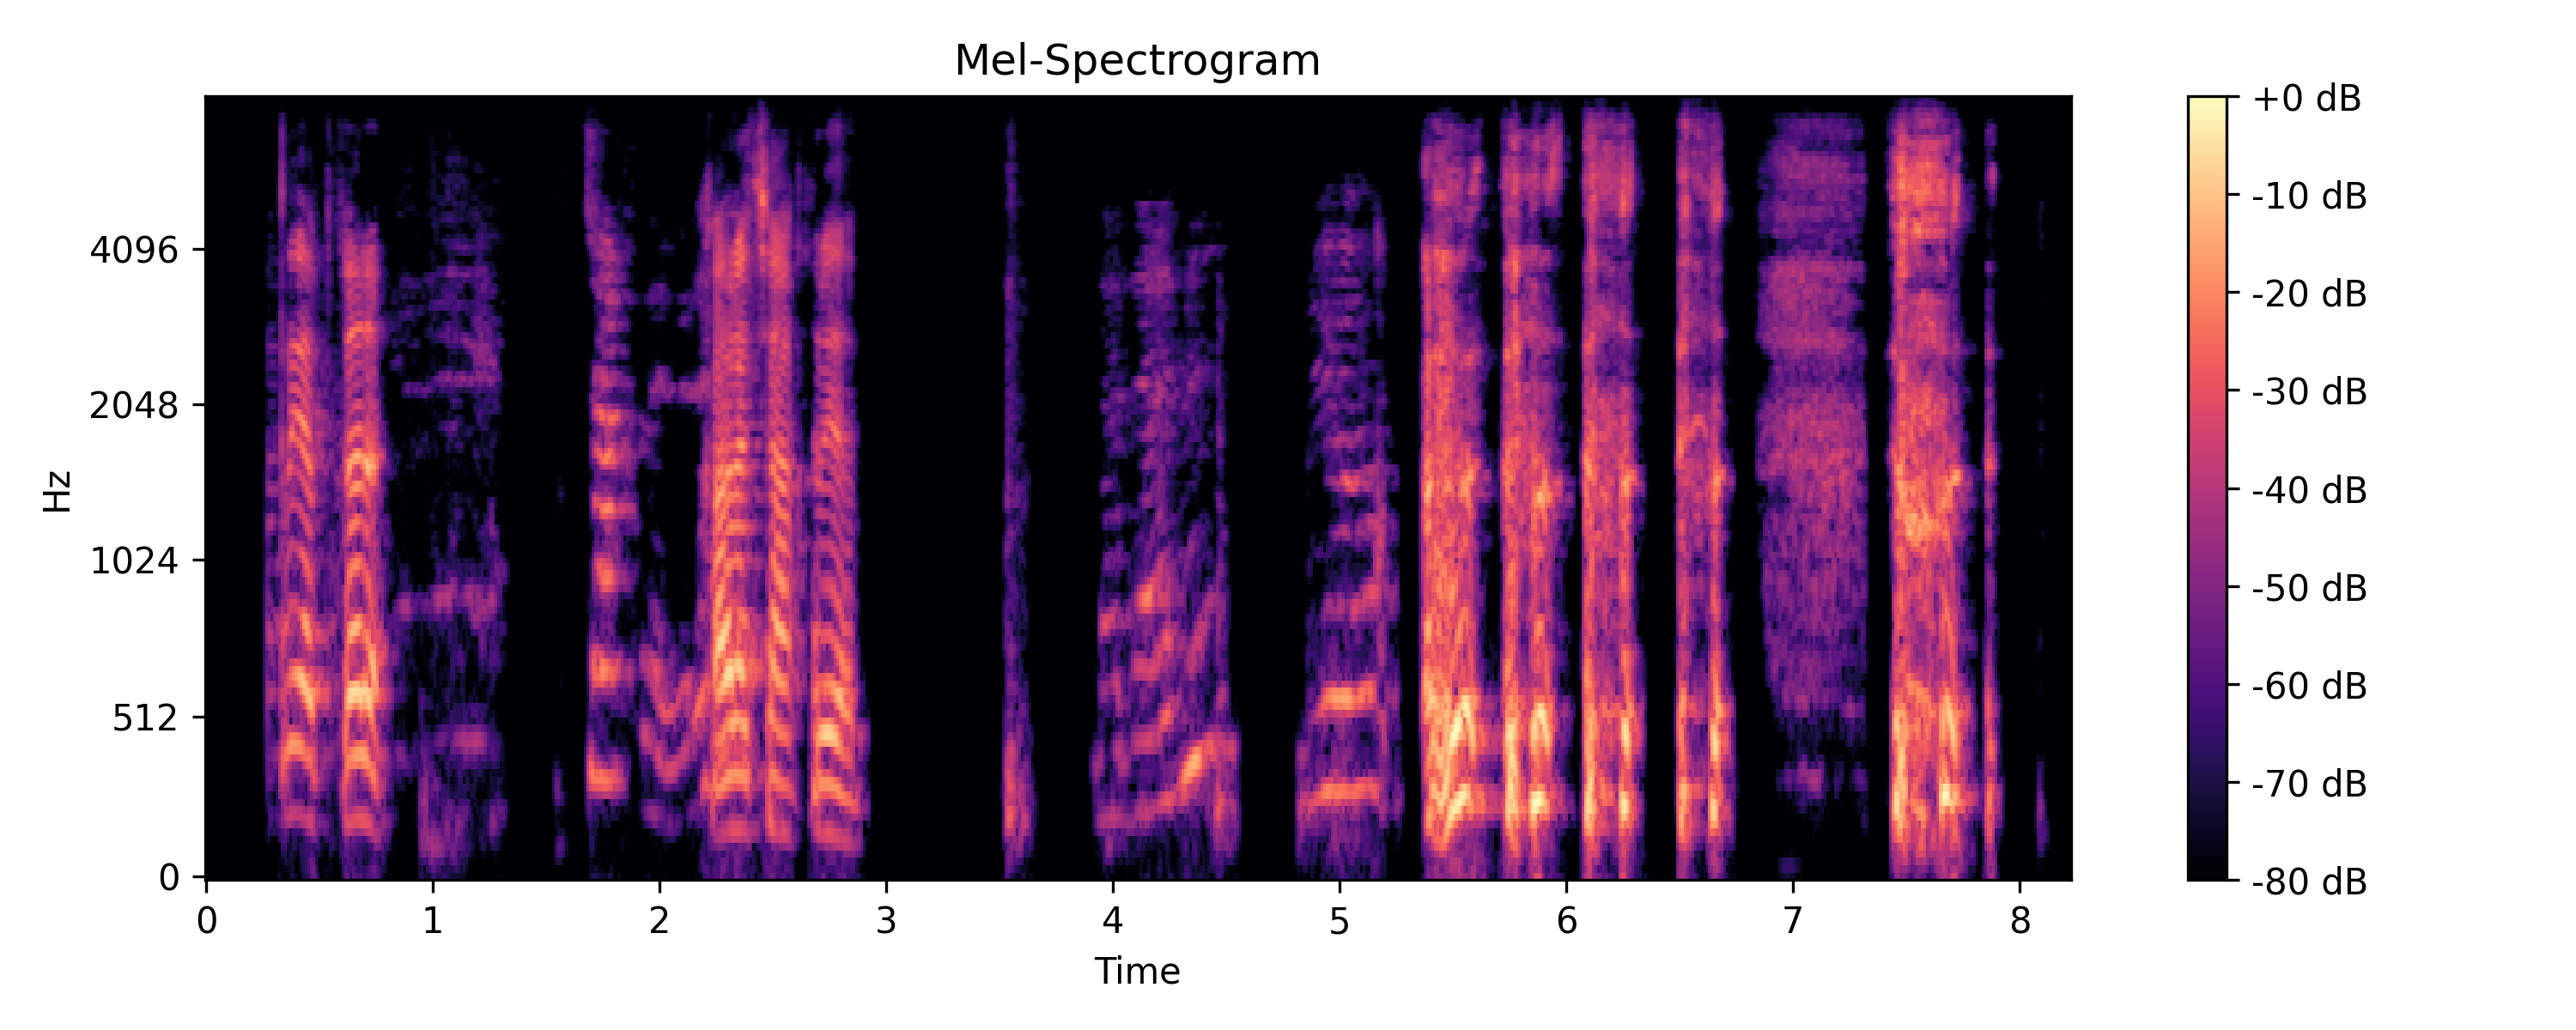 Mel-Spectrogram
+0 dB
4096
-10 dB
-20 dB
2048
-30 dB
Hz
-40 dB
1024
-50 dB
512
-60 dB
-70 dB
0
-80 dB
0 1 2 3 4 5 6 7 8
Time